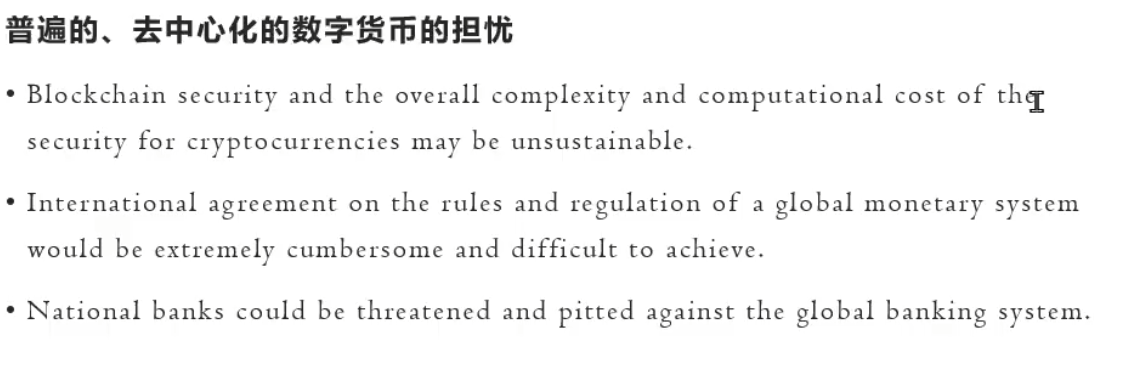 普遍的、去中心化的数字货币的担忧
• Blockchain security and the overall complexity and computational cost of the
security for cryptocurrencies may be unsustainable.
• International agreement on the rules and regulation of a global monetary system
would be extremely cumbersome and difficult to achieve.
• National banks could be threatened and pitted against the global banking system.